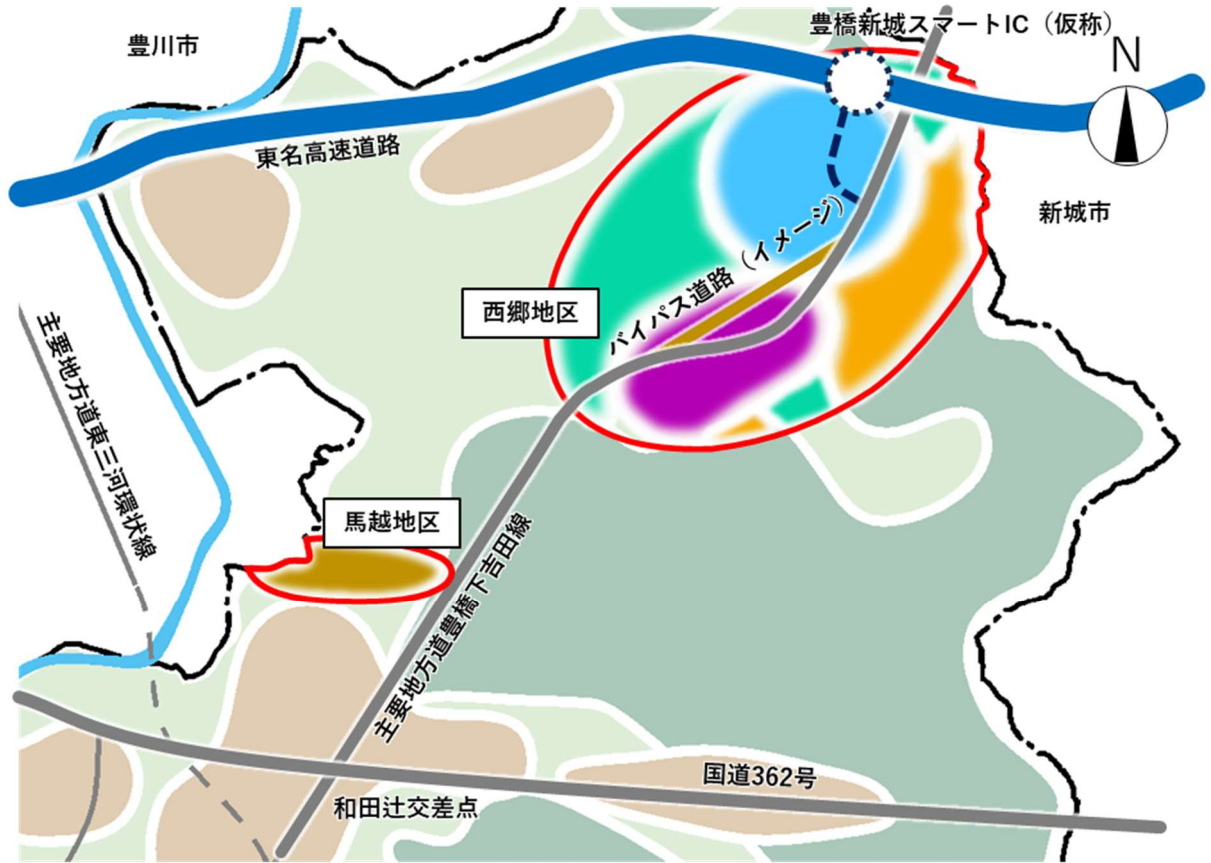 豊橋新城スマートIC（仮称）
豊川市
N
東名高速道路
新城市
バイパス道路（イメージ）
西郷地区
主要地方道東三河環状線
馬越地区
主要地方道豊橋下吉田線
国道362号
和田辻交差点